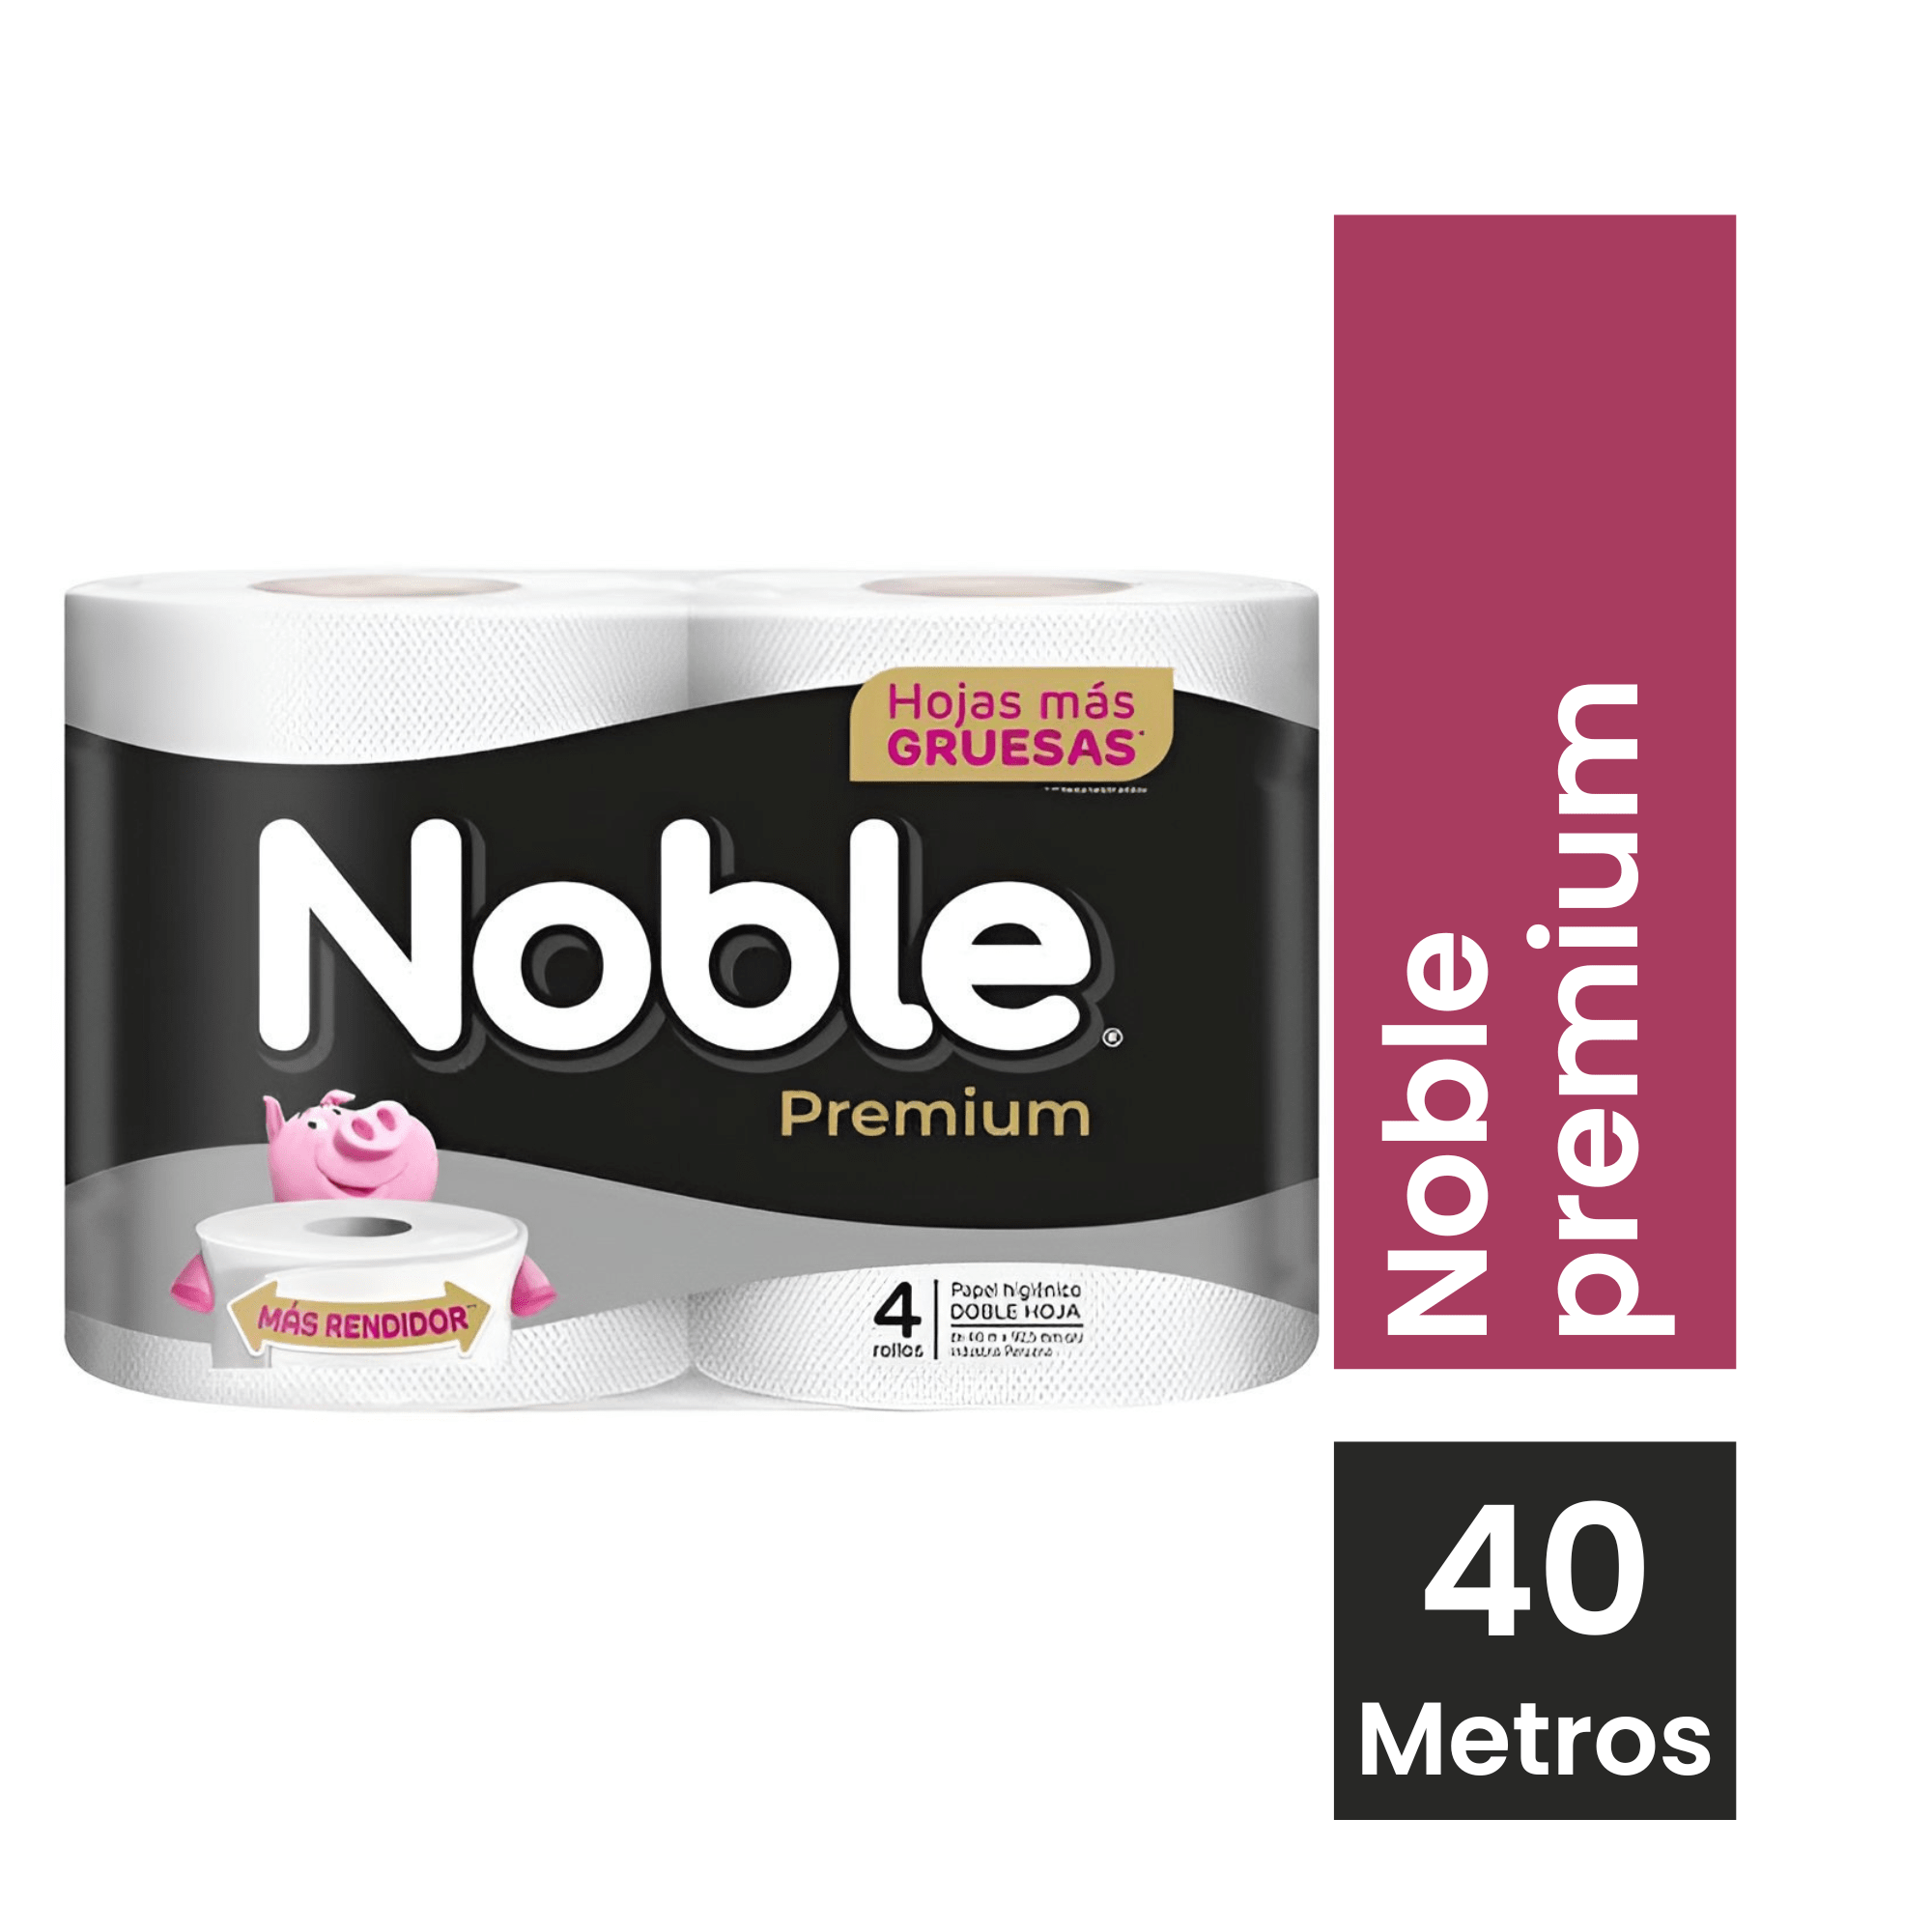 Hojas más
GRUESAS*
Noble®
Premium
MÁS RENDIDOR
4
rollos
Papel higiénico
DOBLE HOJA
Noble
premium
40
Metros